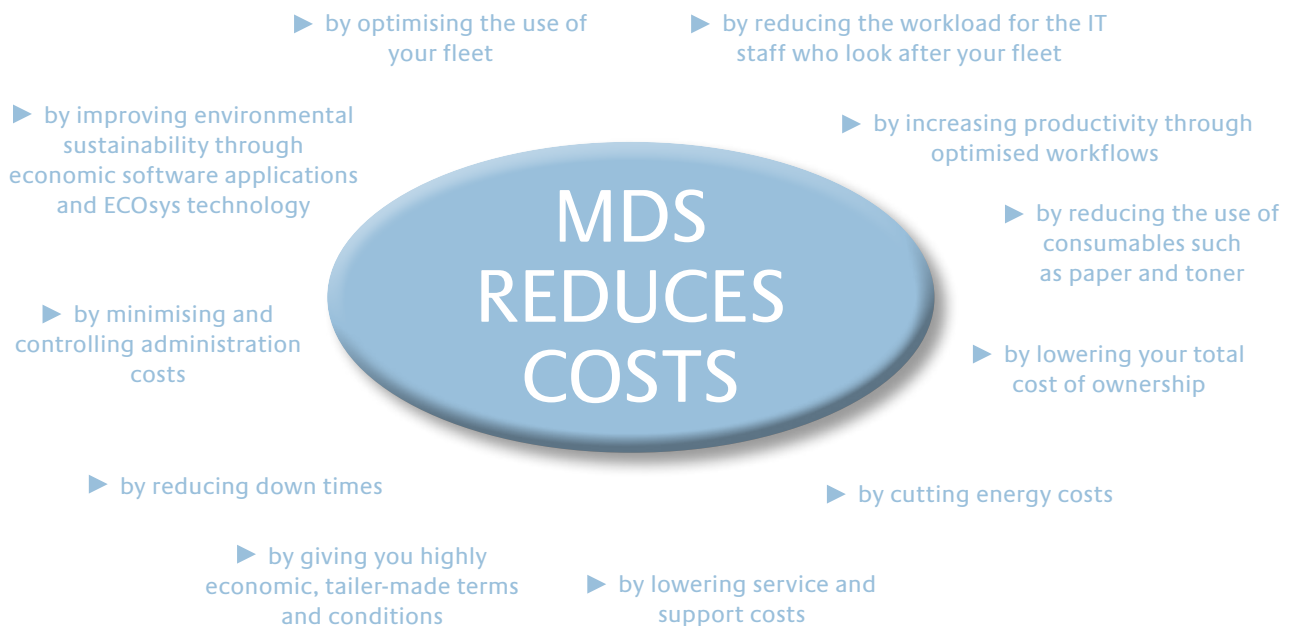 ► by optimising the use of
your fleet
► by reducing the workload for the IT
staff who look after your fleet
► by improving environmental
sustainability through
economic software applications
and ECOsys technology
► by increasing productivity through
optimised workflows
► by reducing the use of
consumables such
as paper and toner
MDS
REDUCES
COSTS
► by minimising and
controlling administration
costs
► by lowering your total
cost of ownership
► by reducing down times
► by cutting energy costs
► by giving you highly
economic, tailer-made terms
and conditions
► by lowering service and
support costs